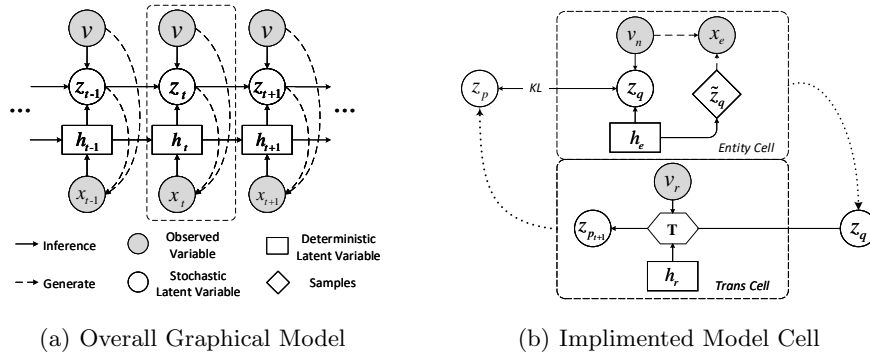 v v v
z_{t-1} z_t z_{t+1}
... ...
h_{t-1} h_t h_{t+1}
x_{t-1} x_t x_{t+1}
Inference
Observed
Variable
Deterministic
Latent Variable
Generate
Stochastic
Latent Variable
Samples
(a) Overall Graphical Model
v_n x_e
z_p KL z_q z̃_q
h_e
Entity Cell
v_r
z_{p_{t+1}} T z_q
h_r
Trans Cell
(b) Implimented Model Cell